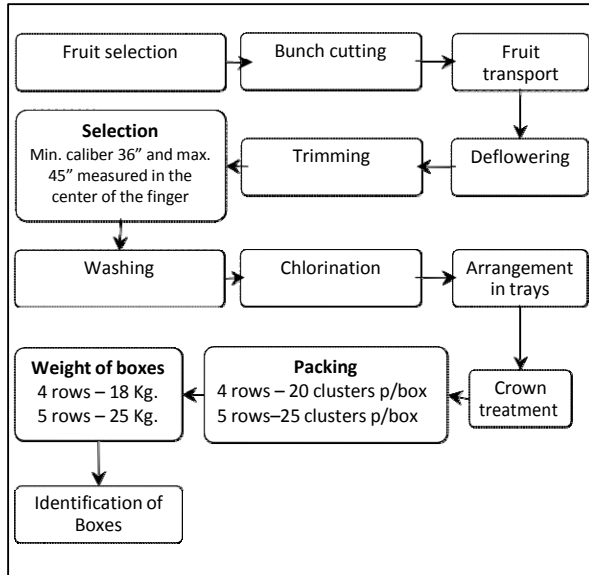 Fruit selection
Bunch cutting
Fruit
transport
Deflowering
Trimming
Selection
Min. caliber 36” and max.
45” measured in the
center of the finger
Washing
Chlorination
Arrangement
in trays
Crown
treatment
Packing
4 rows – 20 clusters p/box
5 rows–25 clusters p/box
Weight of boxes
4 rows – 18 Kg.
5 rows – 25 Kg.
Identification of
Boxes